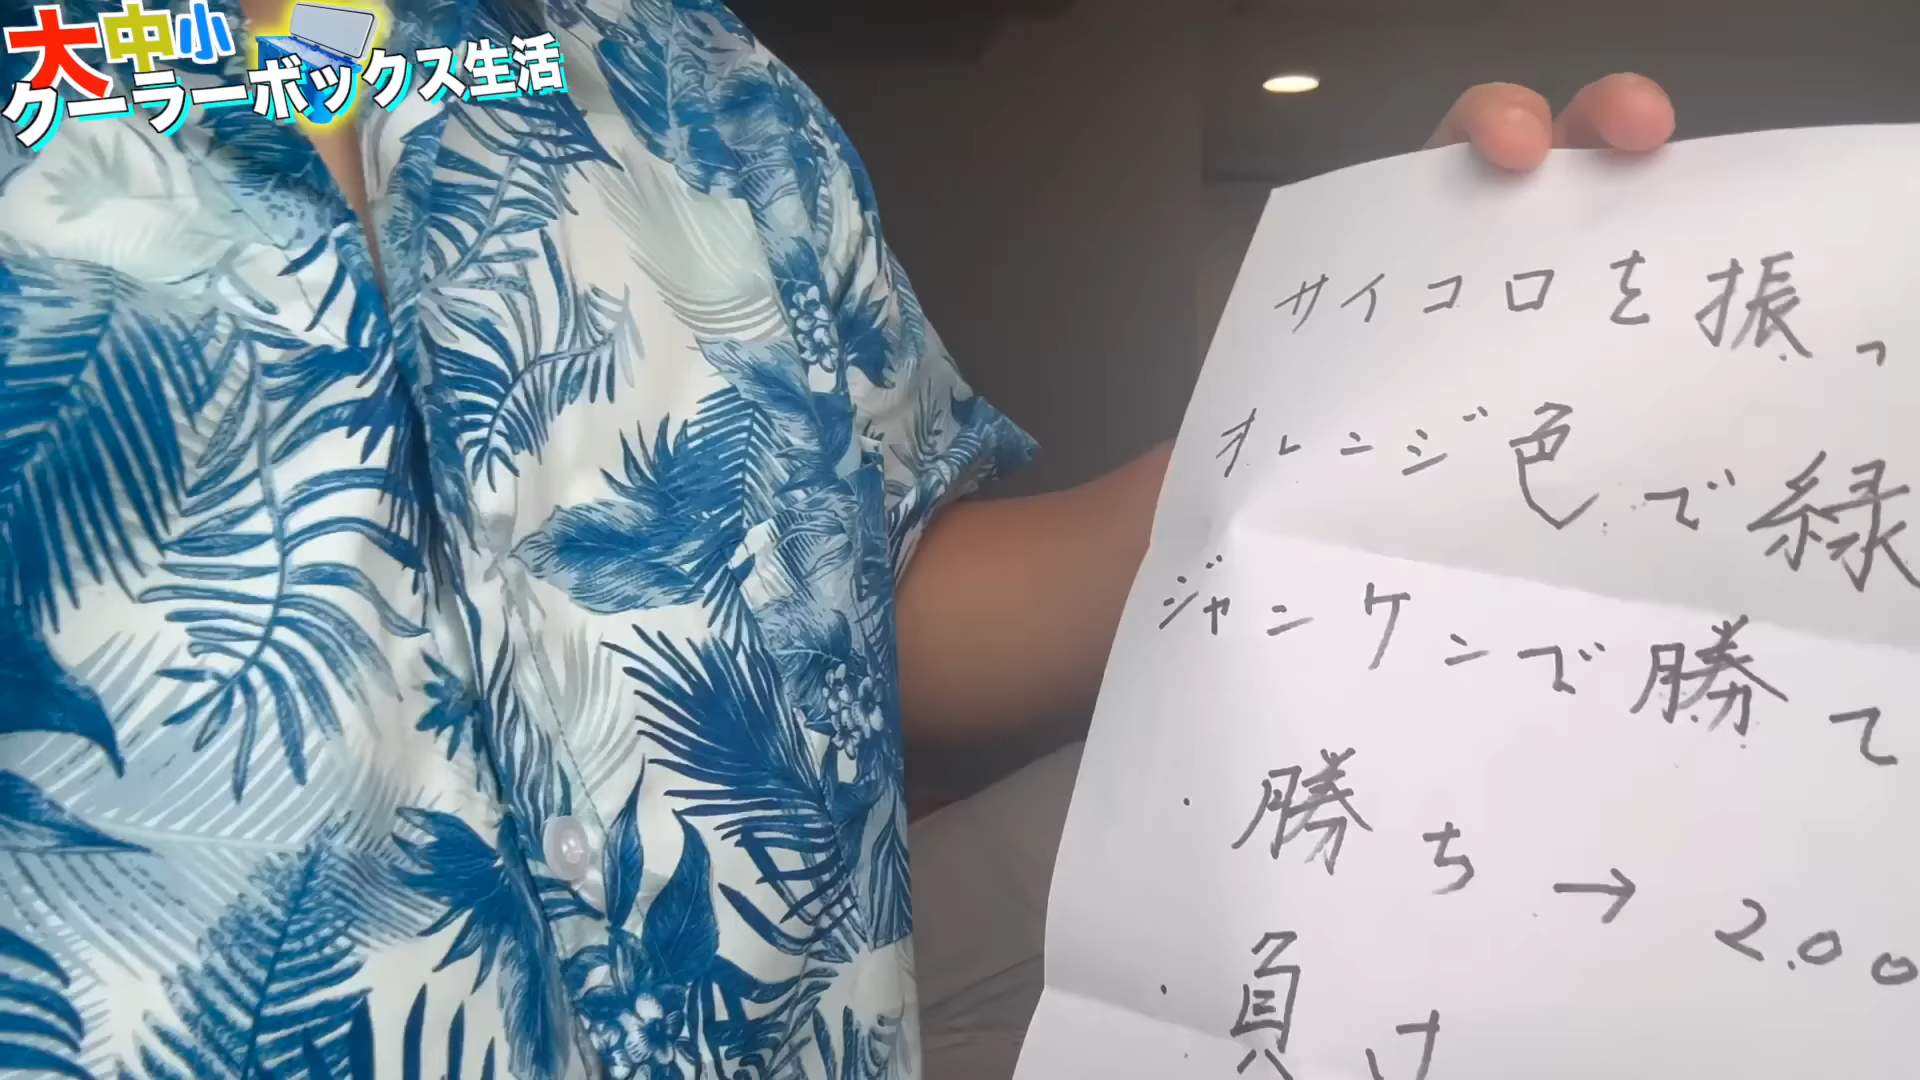 大中小
クーラーボックス生活
サイコロを振っ
オレンジ色で緑
ジャンケンで勝て
・勝ち→2.00
・負け